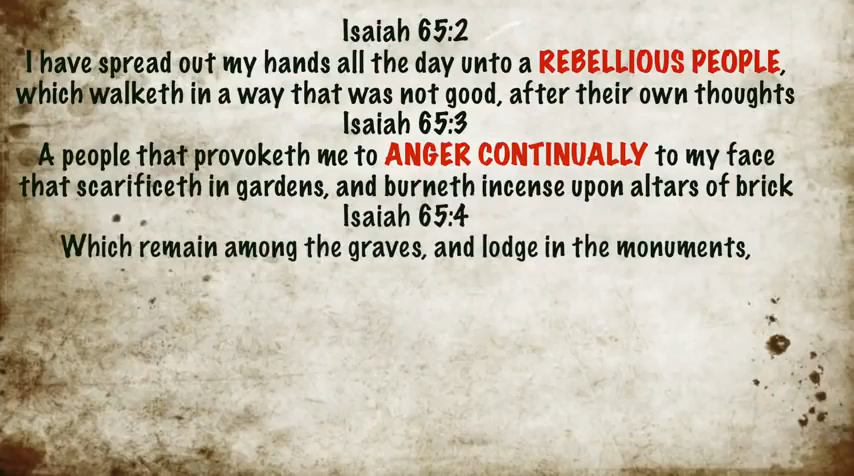 Isaiah 65:2
I have spread out my hands all the day unto a REBELLIOUS PEOPLE,
which walketh in a way that was not good, after their own thoughts
Isaiah 65:3
A people that provoketh me to ANGER CONTINUALLY to my face
that scarificeth in gardens, and burneth incense upon altars of brick
Isaiah 65:4
Which remain among the graves, and lodge in the monuments,